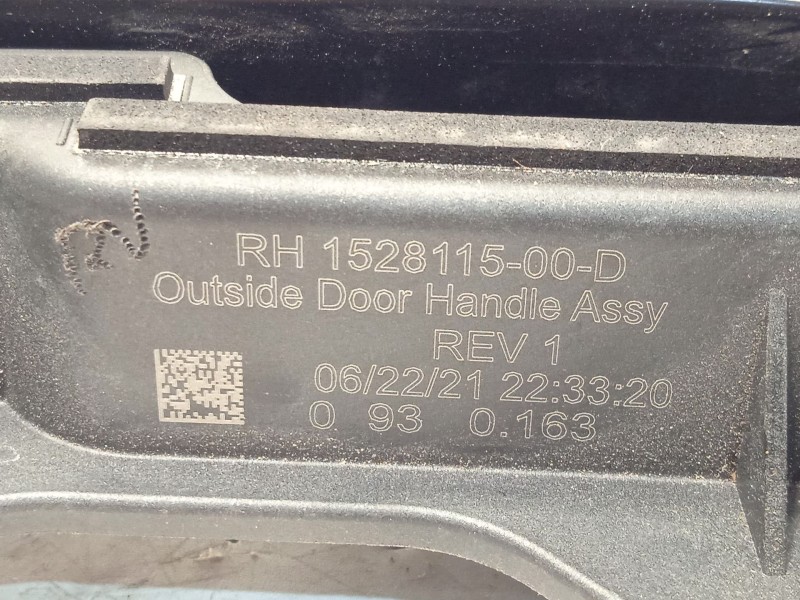 RH 1528115-00-D
Outside Door Handle Assy
REV 1
06/22/21 22:33:20
0 93 0.163